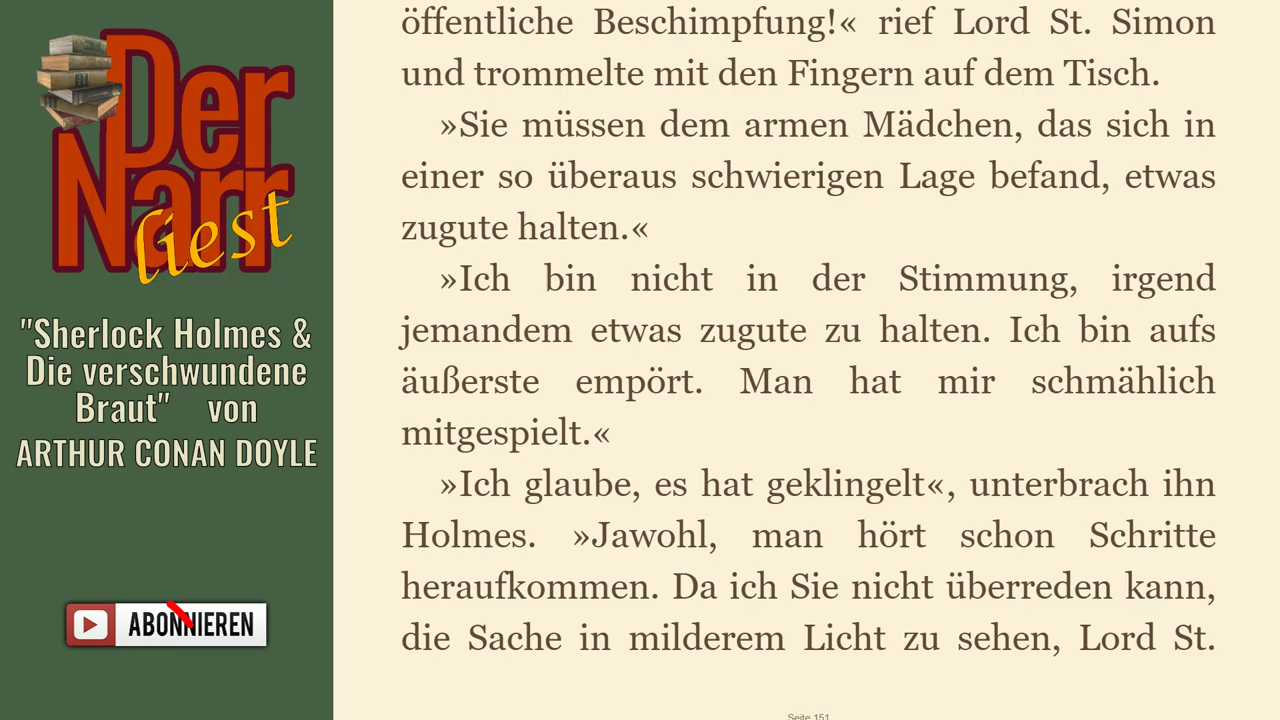 Der
Narr
liest
"Sherlock Holmes &
Die verschwundene
Braut" von
ARTHUR CONAN DOYLE
ABONNIEREN
öffentliche Beschimpfung!« rief Lord St. Simon
und trommelte mit den Fingern auf dem Tisch.
»Sie müssen dem armen Mädchen, das sich in
einer so überaus schwierigen Lage befand, etwas
zugute halten.«
»Ich bin nicht in der Stimmung, irgend
jemandem etwas zugute zu halten. Ich bin aufs
äußerste empört. Man hat mir schmählich
mitgespielt.«
»Ich glaube, es hat geklingelt«, unterbrach ihn
Holmes. »Jawohl, man hört schon Schritte
heraufkommen. Da ich Sie nicht überreden kann,
die Sache in milderem Licht zu sehen, Lord St.
Seite 151